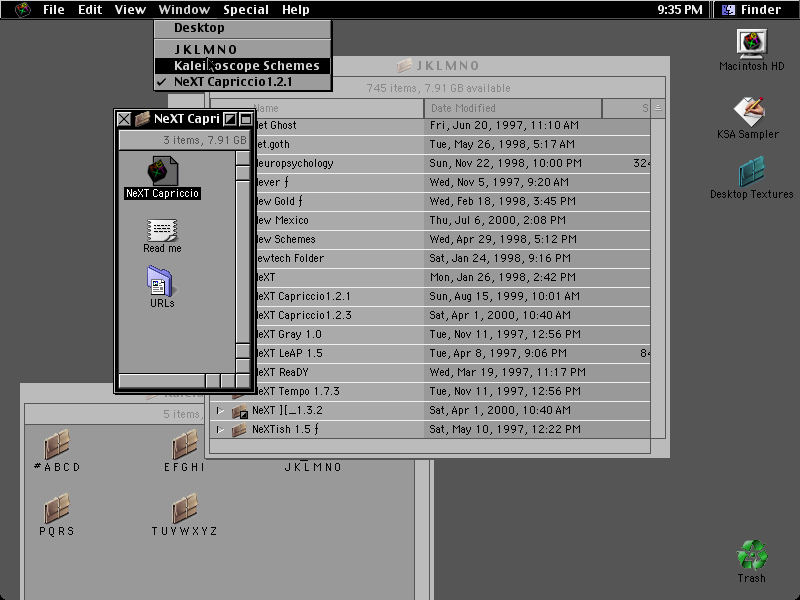 File Edit View Window Special Help 9:35 PM Finder
Desktop
JKLMNO
Kaleidoscope Schemes
✓ NeXT Capriccio1.2.1
JKLMNO
745 items, 7.91 GB available
Name Date Modified S
Net Ghost Fri, Jun 20, 1997, 11:10 AM
net.goth Tue, May 26, 1998, 5:17 AM
Neuropsychology Sun, Nov 22, 1998, 10:00 PM 324
Never ƒ Wed, Nov 5, 1997, 9:20 AM
New Gold ƒ Wed, Feb 18, 1998, 3:45 PM
New Mexico Thu, Jul 6, 2000, 2:08 PM
New Schemes Wed, Apr 29, 1998, 5:12 PM
Newtech Folder Sat, Jan 24, 1998, 9:16 PM
NeXT Mon, Jan 26, 1998, 2:42 PM
NeXT Capriccio1.2.1 Sun, Aug 15, 1999, 10:01 AM
NeXT Capriccio1.2.3 Sat, Apr 1, 2000, 10:40 AM
NeXT Gray 1.0 Tue, Nov 11, 1997, 12:56 PM
NeXT LeAP 1.5 Tue, Apr 8, 1997, 9:06 PM 84
NeXT ReaDY Wed, Mar 19, 1997, 11:17 PM
NeXT Tempo 1.7.3 Tue, Nov 11, 1997, 12:56 PM
NeXT ][_1.3.2 Sat, Apr 1, 2000, 10:40 AM
NeXTish 1.5 ƒ Sat, May 10, 1997, 12:22 PM
NeXT Capri
3 items, 7.91 GB
NeXT Capriccio
Read me
URLs
5 items,
#ABCD
EFGHI
JKLMNO
PQRS
TUVWXYZ
Macintosh HD
KSA Sampler
Desktop Textures
Trash